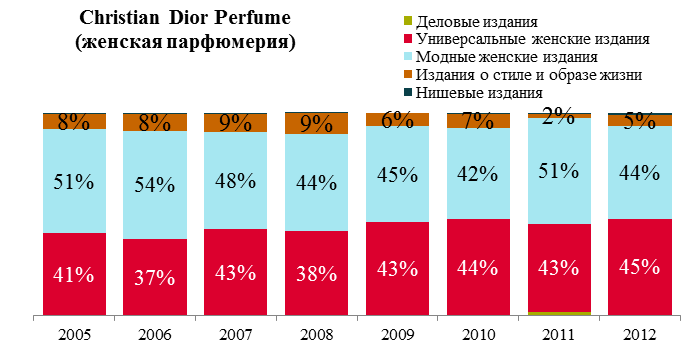 Christian Dior Perfume
(женская парфюмерия)
Деловые издания
Универсальные женские издания
Модные женские издания
Издания о стиле и образе жизни
Нишевые издания
8% 8% 9% 9% 6% 7% 2% 5%
51% 54% 48% 44% 45% 42% 51% 44%
41% 37% 43% 38% 43% 44% 43% 45%
2005 2006 2007 2008 2009 2010 2011 2012